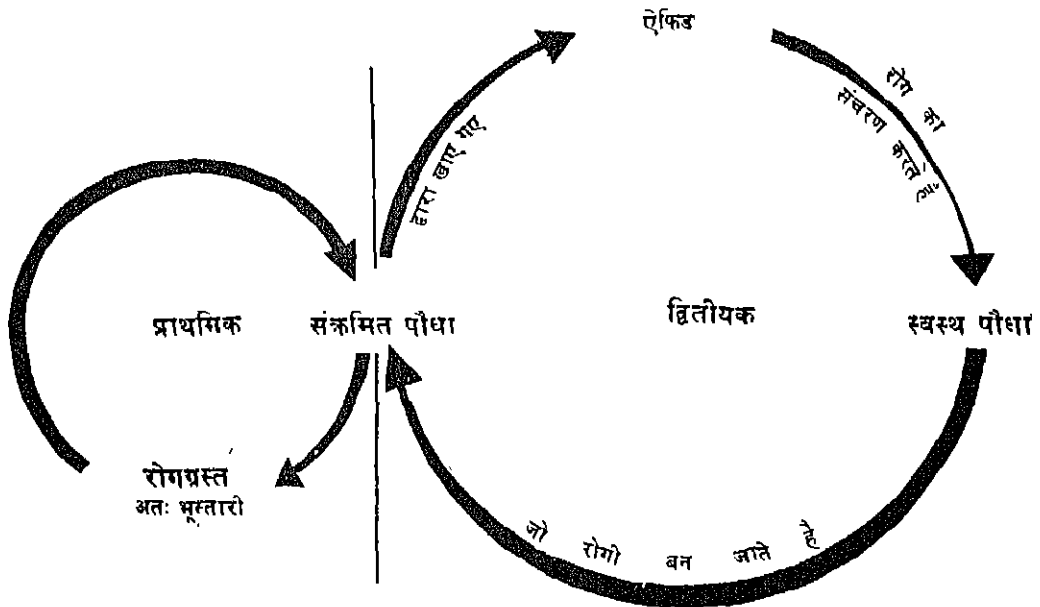 ऐफिड
रोग का
संचरण करते हैं
द्वारा खाए गए
प्राथमिक
संक्रमित पौधा
द्वितीयक
स्वस्थ पौधा
रोगग्रस्त
अतः भूस्तारी
जो रोगी बन जाते है